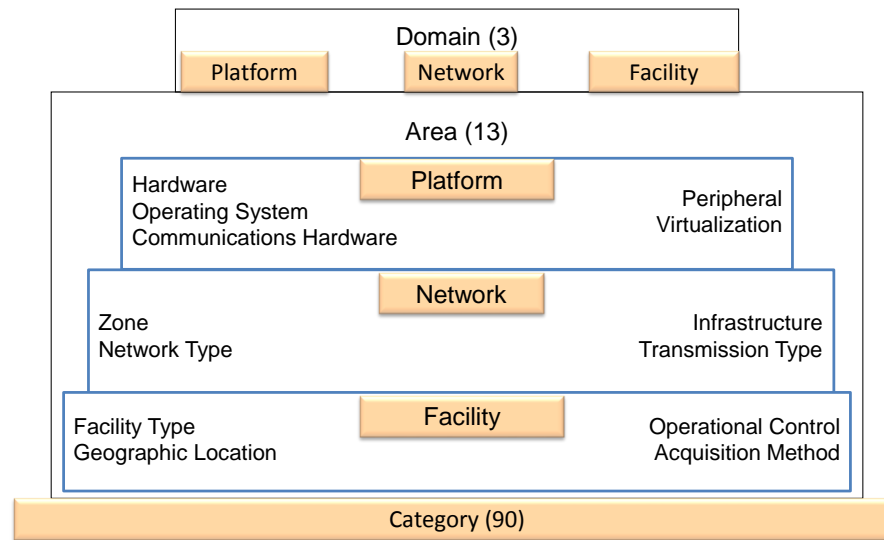 Domain (3)
Platform
Network
Facility
Area (13)
Platform
Hardware
Operating System
Communications Hardware
Peripheral
Virtualization
Network
Zone
Network Type
Infrastructure
Transmission Type
Facility
Facility Type
Geographic Location
Operational Control
Acquisition Method
Category (90)